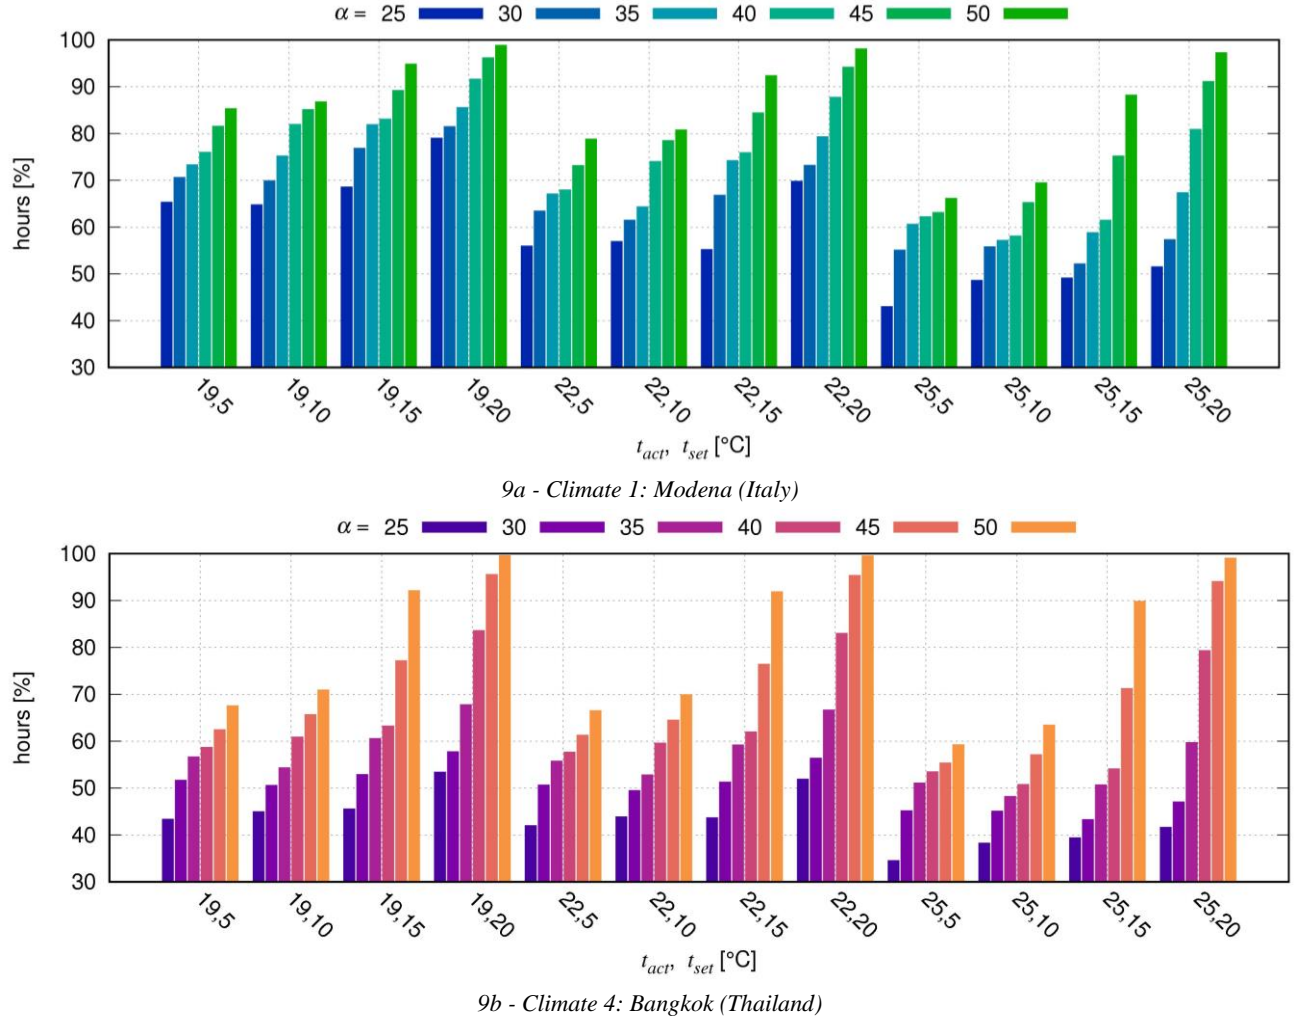 α = 25 30 35 40 45 50
100
90
80
70
60
50
40
30
hours [%]
19,5 19,10 19,15 19,20 22,5 22,10 22,15 22,20 25,5 25,10 25,15 25,20
t_act, t_set [°C]
9a - Climate 1: Modena (Italy)
α = 25 30 35 40 45 50
100
90
80
70
60
50
40
30
hours [%]
19,5 19,10 19,15 19,20 22,5 22,10 22,15 22,20 25,5 25,10 25,15 25,20
t_act, t_set [°C]
9b - Climate 4: Bangkok (Thailand)